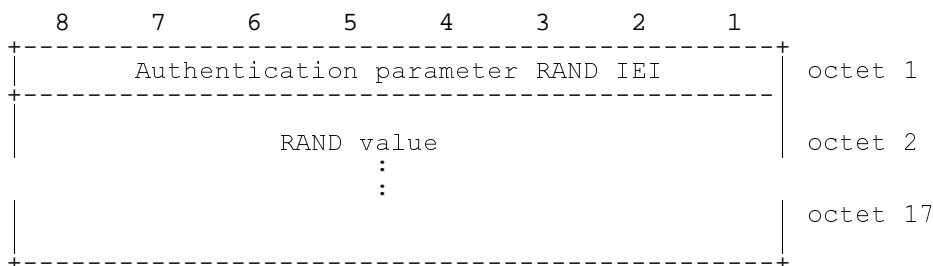 8 7 6 5 4 3 2 1
Authentication parameter RAND IEI octet 1
RAND value octet 2
:
:
octet 17